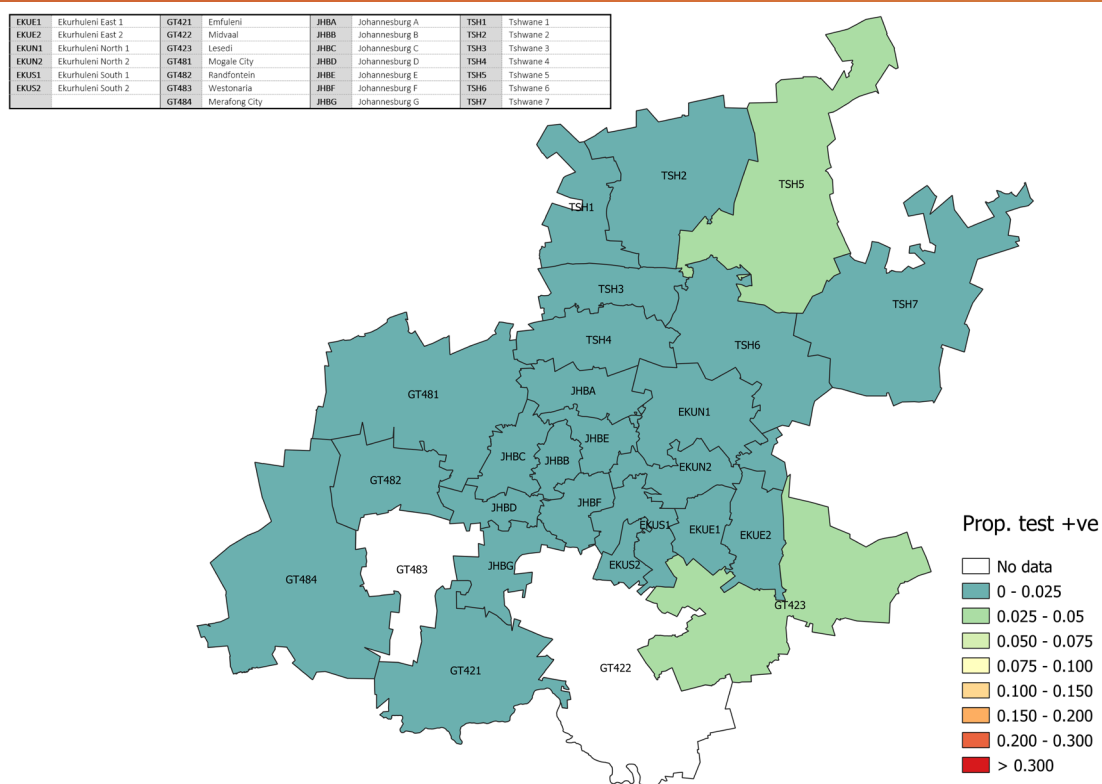 EKUE1 Ekurhuleni East 1 GT421 Emfuleni JHBA Johannesburg A TSH1 Tshwane 1
EKUE2 Ekurhuleni East 2 GT422 Midvaal JHBB Johannesburg B TSH2 Tshwane 2
EKUN1 Ekurhuleni North 1 GT423 Lesedi JHBC Johannesburg C TSH3 Tshwane 3
EKUN2 Ekurhuleni North 2 GT481 Mogale City JHBD Johannesburg D TSH4 Tshwane 4
EKUS1 Ekurhuleni South 1 GT482 Randfontein JHBE Johannesburg E TSH5 Tshwane 5
EKUS2 Ekurhuleni South 2 GT483 Westonaria JHBF Johannesburg F TSH6 Tshwane 6
GT484 Merafong City JHBG Johannesburg G TSH7 Tshwane 7
TSH2
TSH5
TSH1
TSH3
TSH7
TSH4
TSH6
GT481
JHBA
EKUN1
JHBE
JHBC
JHBB
EKUN2
GT482
JHBF
JHBD
EKUS1
EKUE1
EKUE2
GT484
GT483
JHBG
EKUS2
GT423
GT421
GT422
Prop. test +ve
No data
0 - 0.025
0.025 - 0.05
0.050 - 0.075
0.075 - 0.100
0.100 - 0.150
0.150 - 0.200
0.200 - 0.300
> 0.300